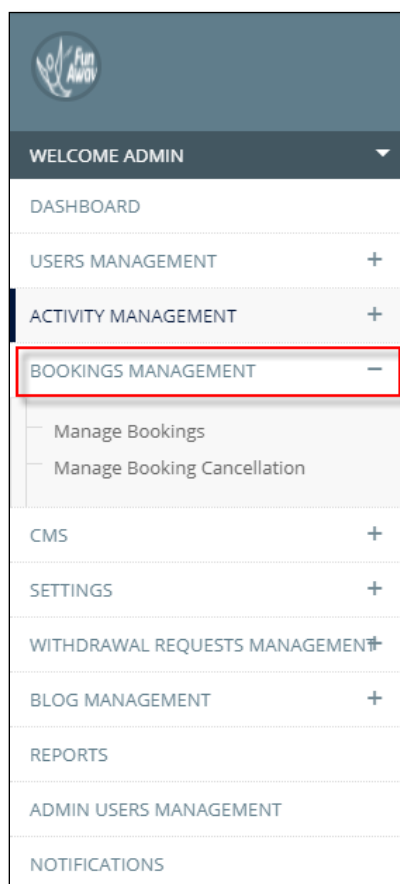 Fun
Away
WELCOME ADMIN
DASHBOARD
USERS MANAGEMENT +
ACTIVITY MANAGEMENT +
BOOKINGS MANAGEMENT −
Manage Bookings
Manage Booking Cancellation
CMS +
SETTINGS +
WITHDRAWAL REQUESTS MANAGEMENT+
BLOG MANAGEMENT +
REPORTS
ADMIN USERS MANAGEMENT
NOTIFICATIONS